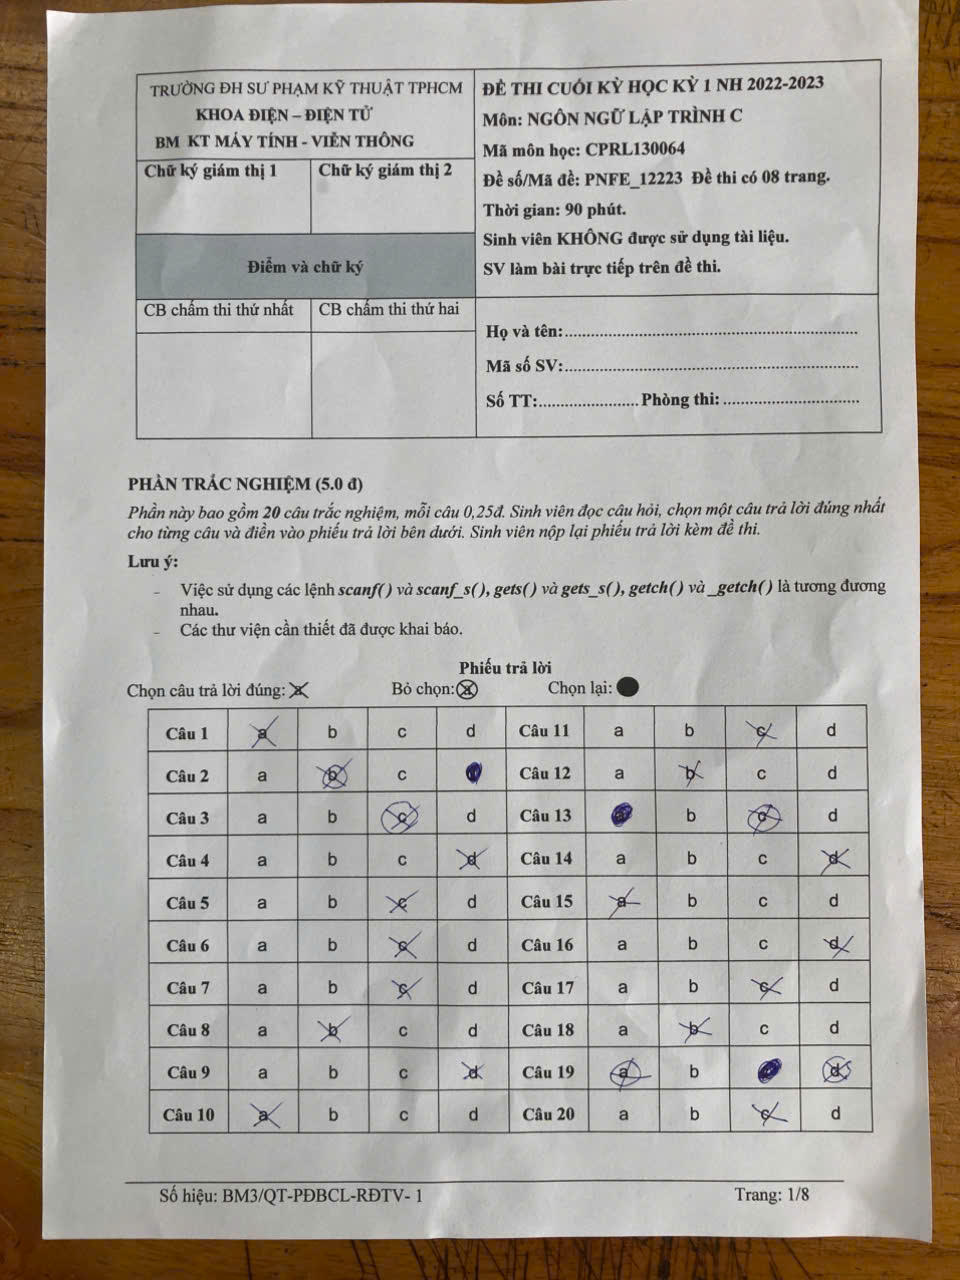 TRƯỜNG ĐH SƯ PHẠM KỸ THUẬT TPHCM
KHOA ĐIỆN – ĐIỆN TỬ
BM KT MÁY TÍNH - VIỄN THÔNG
Chữ ký giám thị 1 Chữ ký giám thị 2
Điểm và chữ ký
CB chấm thi thứ nhất CB chấm thi thứ hai
ĐỀ THI CUỐI KỲ HỌC KỲ 1 NH 2022-2023
Môn: NGÔN NGỮ LẬP TRÌNH C
Mã môn học: CPRL130064
Đề số/Mã đề: PNFE_12223 Đề thi có 08 trang.
Thời gian: 90 phút.
Sinh viên KHÔNG được sử dụng tài liệu.
SV làm bài trực tiếp trên đề thi.
Họ và tên:
Mã số SV:
Số TT: Phòng thi:
PHẦN TRẮC NGHIỆM (5.0 đ)
Phần này bao gồm 20 câu trắc nghiệm, mỗi câu 0,25đ. Sinh viên đọc câu hỏi, chọn một câu trả lời đúng nhất
cho từng câu và điền vào phiếu trả lời bên dưới. Sinh viên nộp lại phiếu trả lời kèm đề thi.
Lưu ý:
- Việc sử dụng các lệnh scanf() và scanf_s(), gets() và gets_s(), getch() và _getch() là tương đương
nhau.
- Các thư viện cần thiết đã được khai báo.
Phiếu trả lời
Chọn câu trả lời đúng: a Bỏ chọn: a Chọn lại:
Câu 1 a b c d Câu 11 a b c d
Câu 2 a b c Câu 12 a b c d
Câu 3 a b c d Câu 13 b c d
Câu 4 a b c d Câu 14 a b c d
Câu 5 a b c d Câu 15 a b c d
Câu 6 a b c d Câu 16 a b c d
Câu 7 a b c d Câu 17 a b c d
Câu 8 a b c d Câu 18 a b c d
Câu 9 a b c d Câu 19 a b d
Câu 10 a b c d Câu 20 a b c d
Số hiệu: BM3/QT-PĐBCL-RĐTV- 1 Trang: 1/8